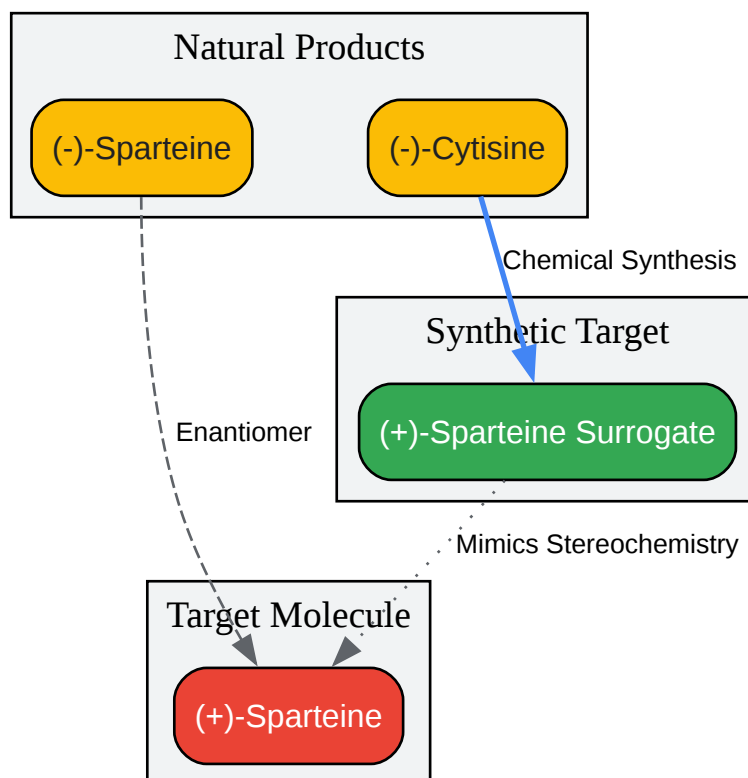 Natural Products
(-)-Sparteine
(-)-Cytisine
Chemical Synthesis
Synthetic Target
(+)-Sparteine Surrogate
Enantiomer
Mimics Stereochemistry
Target Molecule
(+)-Sparteine